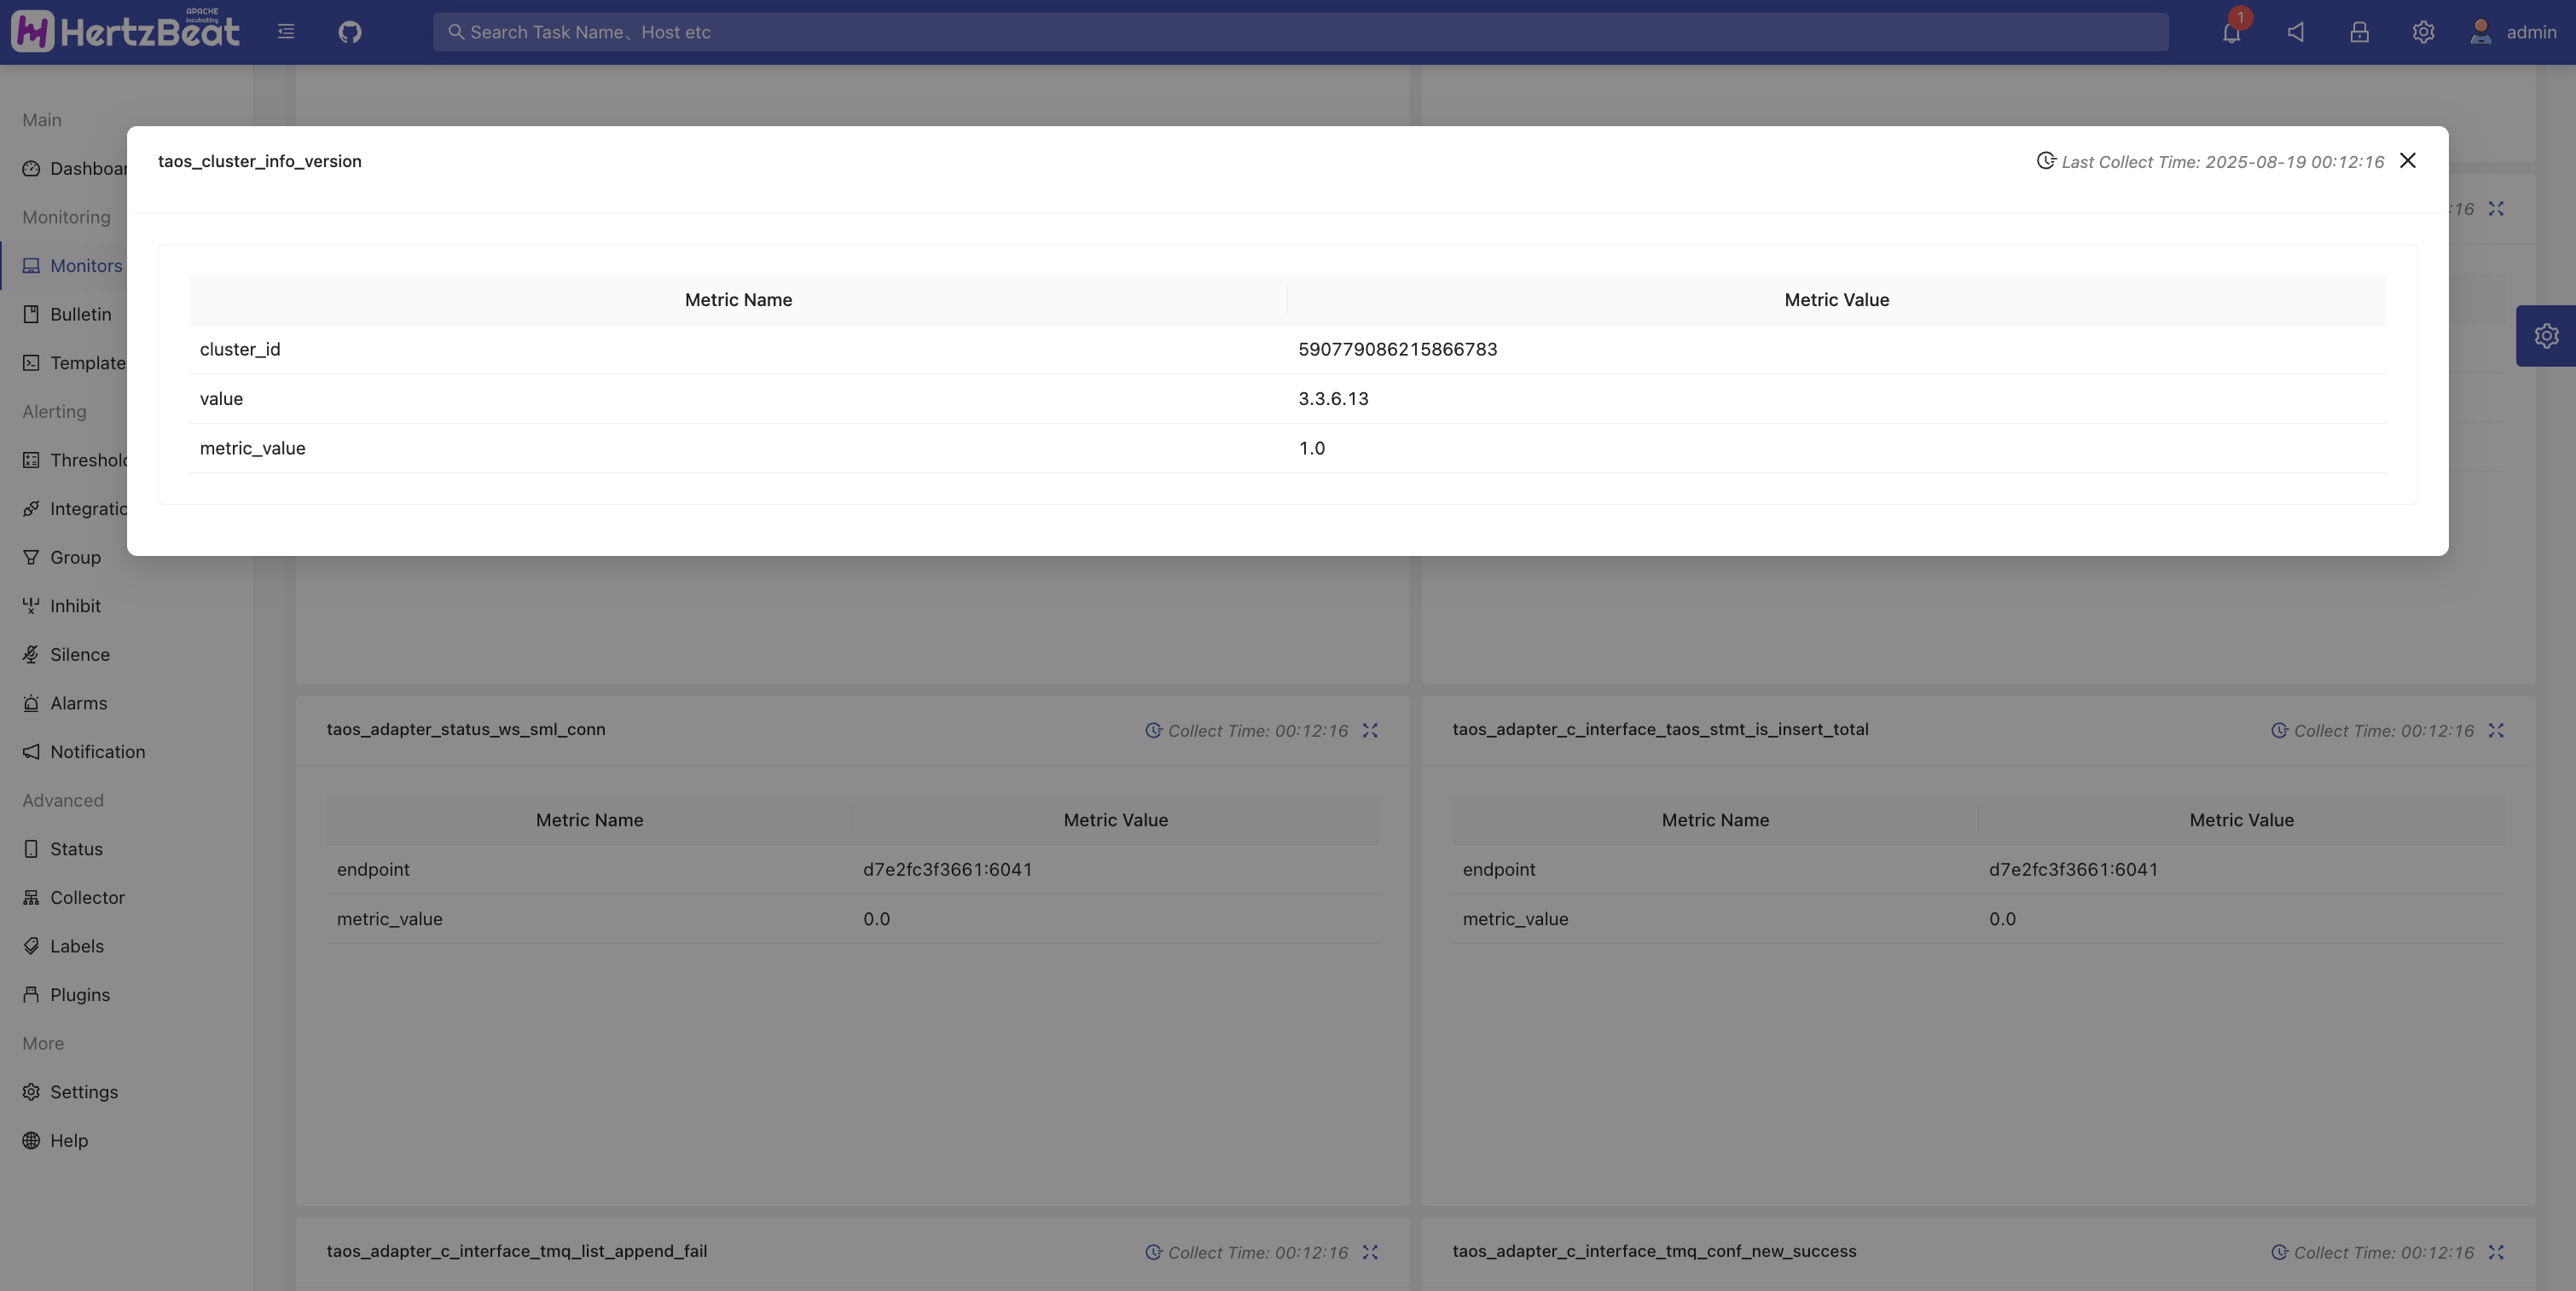 APACHE
incubating
HertzBeat
Search Task Name、Host etc
1
admin
Main
Dashboar
Monitoring
Monitors
Bulletin
Template
Alerting
Threshold
Integratio
Group
Inhibit
Silence
Alarms
Notification
Advanced
Status
Collector
Labels
Plugins
More
Settings
Help
taos_cluster_info_version
Last Collect Time: 2025-08-19 00:12:16
:16
Metric Name Metric Value
cluster_id 590779086215866783
value 3.3.6.13
metric_value 1.0
taos_adapter_status_ws_sml_conn
Collect Time: 00:12:16
Metric Name Metric Value
endpoint d7e2fc3f3661:6041
metric_value 0.0
taos_adapter_c_interface_taos_stmt_is_insert_total
Collect Time: 00:12:16
Metric Name Metric Value
endpoint d7e2fc3f3661:6041
metric_value 0.0
taos_adapter_c_interface_tmq_list_append_fail
Collect Time: 00:12:16
taos_adapter_c_interface_tmq_conf_new_success
Collect Time: 00:12:16